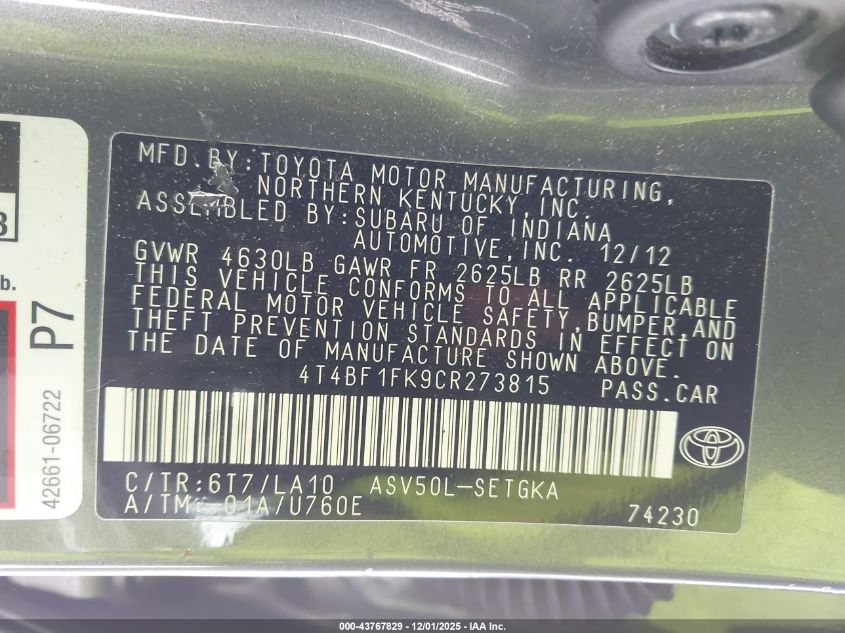 MFD. BY: TOYOTA MOTOR MANUFACTURING,
NORTHERN KENTUCKY, INC.
ASSEMBLED BY: SUBARU OF INDIANA
AUTOMOTIVE, INC. 12/12
GVWR 4630LB GAWR FR 2625LB RR 2625LB
THIS VEHICLE CONFORMS TO ALL APPLICABLE
FEDERAL MOTOR VEHICLE SAFETY, BUMPER, AND
THEFT PREVENTION STANDARDS IN EFFECT ON
THE DATE OF MANUFACTURE SHOWN ABOVE.
4T4BF1FK9CR273815 PASS.CAR
C/TR: 6T7/LA10 ASV50L-SETGKA
A/TM: 01A/U760E
74230
3
b.
P7
42661-06722
000-43767829 - 12/01/2025 - IAA Inc.